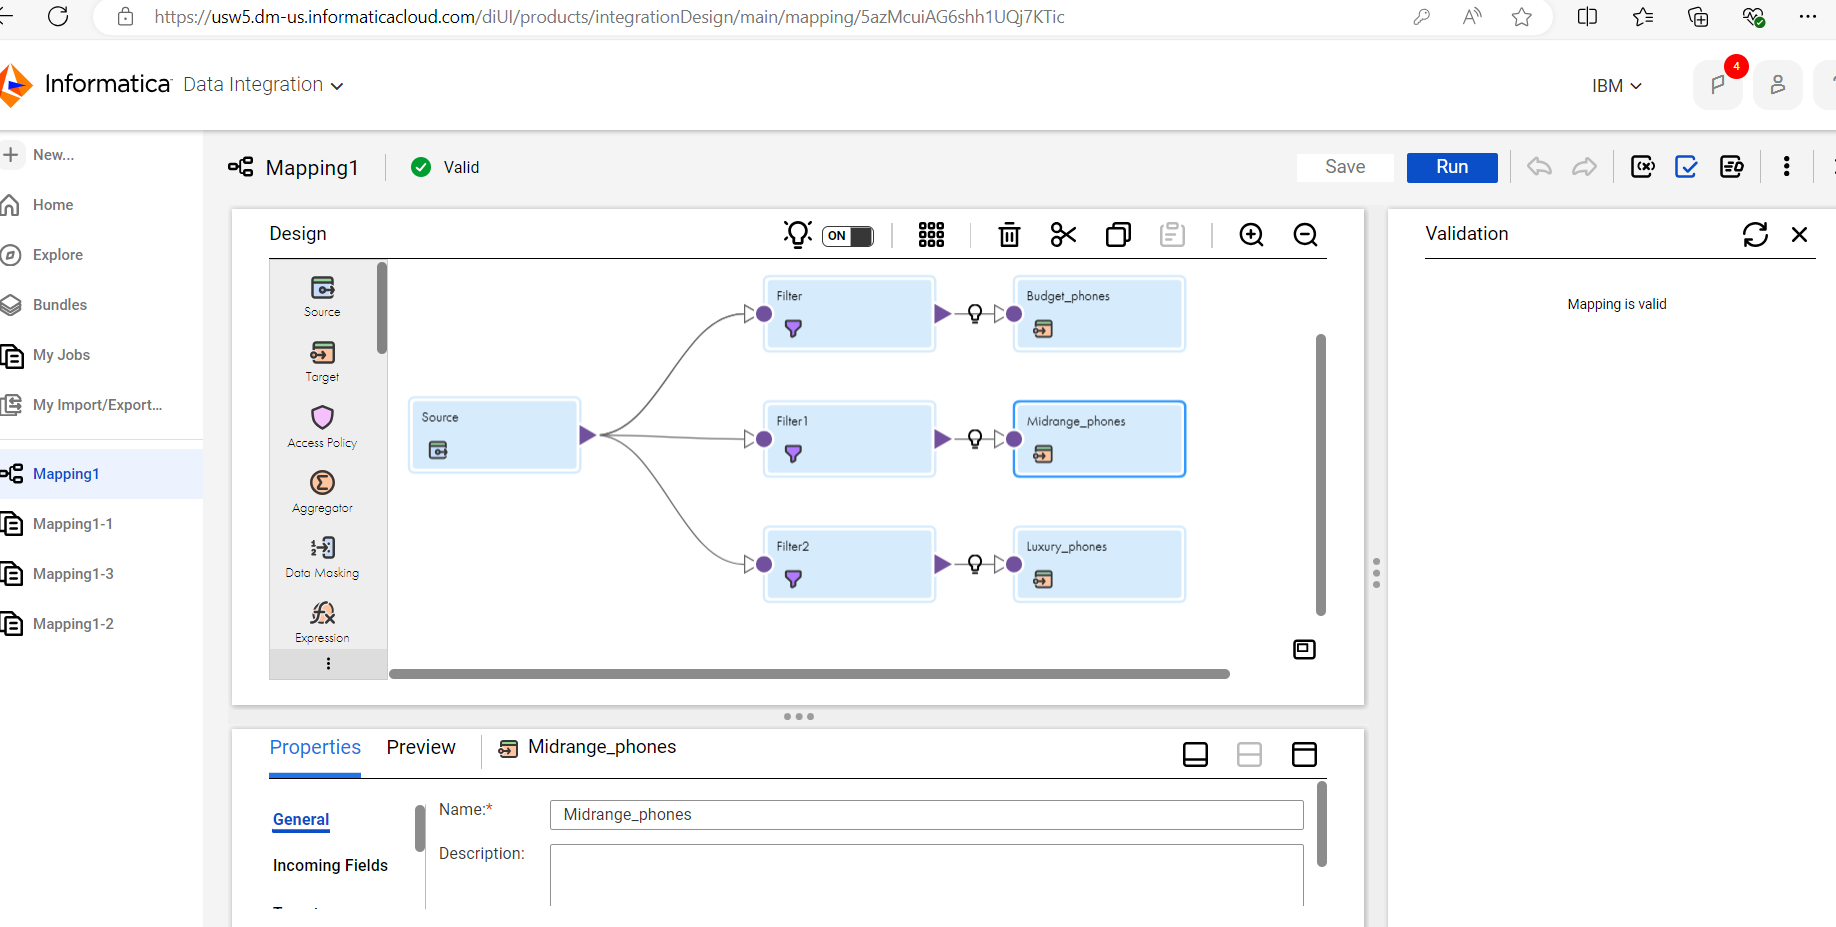 https://usw5.dm-us.informaticacloud.com/diUI/products/integrationDesign/main/mapping/5azMcuiAG6shh1UQj7KTic
Informatica Data Integration
IBM
4
New...
Home
Explore
Bundles
My Jobs
My Import/Export...
Mapping1
Mapping1-1
Mapping1-3
Mapping1-2
Mapping1
Valid
Save
Run
Design
ON
Source
Target
Access Policy
Aggregator
Data Masking
Expression
Source
Filter
Budget_phones
Filter1
Midrange_phones
Filter2
Luxury_phones
Validation
Mapping is valid
Properties
Preview
Midrange_phones
General
Incoming Fields
Name:*
Midrange_phones
Description: